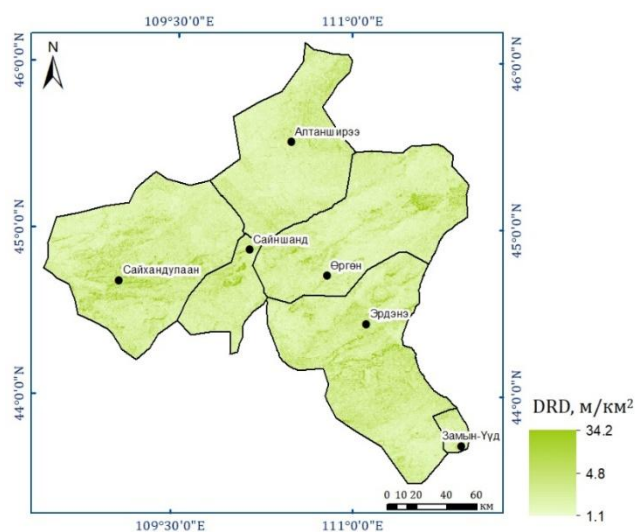 109°30'0"E 111°0'0"E
N
46°0'0"N 46°0'0"N
Алтанширээ
45°0'0"N 45°0'0"N
Сайншанд
Сайхандулаан
Өргөн
Эрдэнэ
44°0'0"N 44°0'0"N
DRD, м/км²
34.2
Замын-Үүд
4.8
0 10 20 40 60
км
1.1
109°30'0"E 111°0'0"E